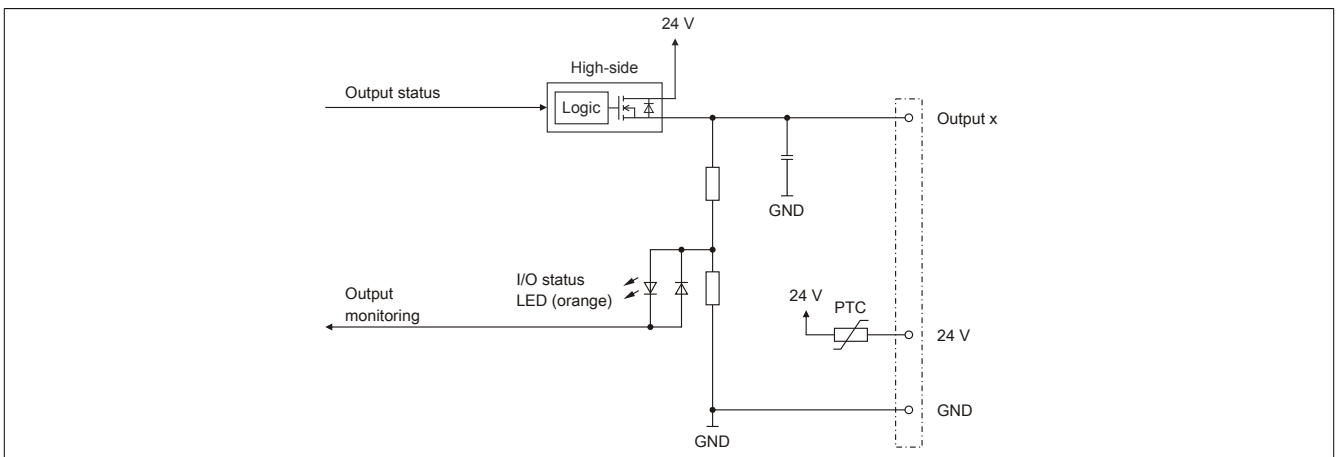 24 V
High-side
Output status
Logic
Output x
GND
I/O status
LED (orange)
Output
monitoring
24 V
PTC
24 V
GND
GND